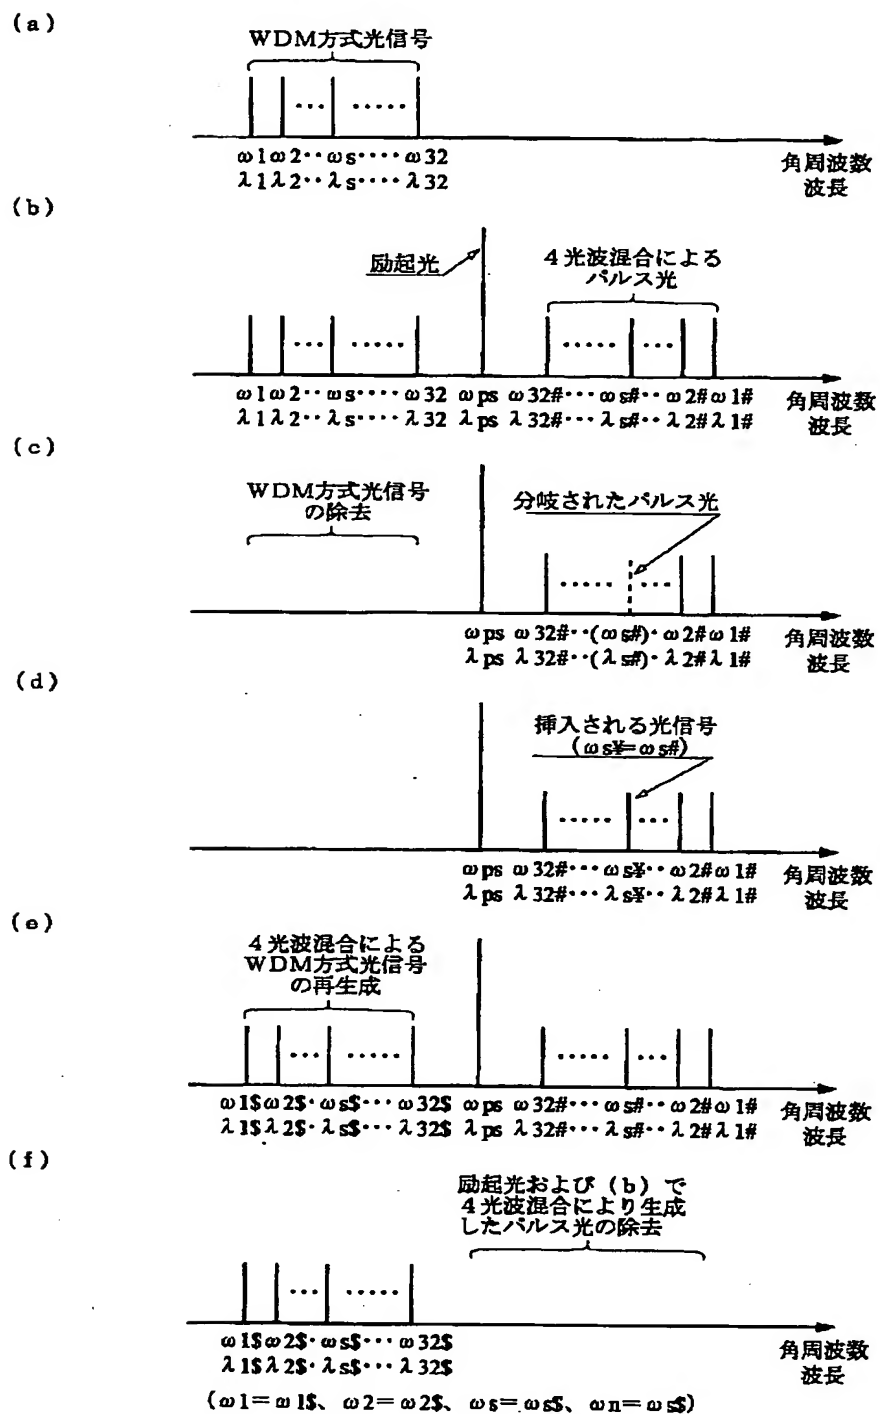 (a)
WDM方式光信号
ω1ω2··ωs····ω32
λ1λ2··λs····λ32
角周波数
波長
(b)
励起光
4光波混合による
パルス光
ω1ω2··ωs····ω32 ωps ω32#···ωs#··ω2#ω1#
λ1λ2··λs····λ32 λps λ32#···λs#··λ2#λ1#
角周波数
波長
(c)
WDM方式光信号
の除去
分岐されたパルス光
ωps ω32#··(ωs#)·ω2#ω1#
λps λ32#··(λs#)·λ2#λ1#
角周波数
波長
(d)
挿入される光信号
(ωs¥=ωs#)
ωps ω32#···ωs¥··ω2#ω1#
λps λ32#···λs¥··λ2#λ1#
角周波数
波長
(e)
4光波混合による
WDM方式光信号
の再生成
ω1$ω2$·ωs$···ω32$ ωps ω32#···ωs#··ω2#ω1#
λ1$λ2$·λs$···λ32$ λps λ32#···λs#··λ2#λ1#
角周波数
波長
(f)
励起光および(b)で
4光波混合により生成
したパルス光の除去
ω1$ω2$·ωs$···ω32$
λ1$λ2$·λs$···λ32$
角周波数
波長
(ω1=ω1$、ω2=ω2$、ωs=ωs$、ωn=ωs$)